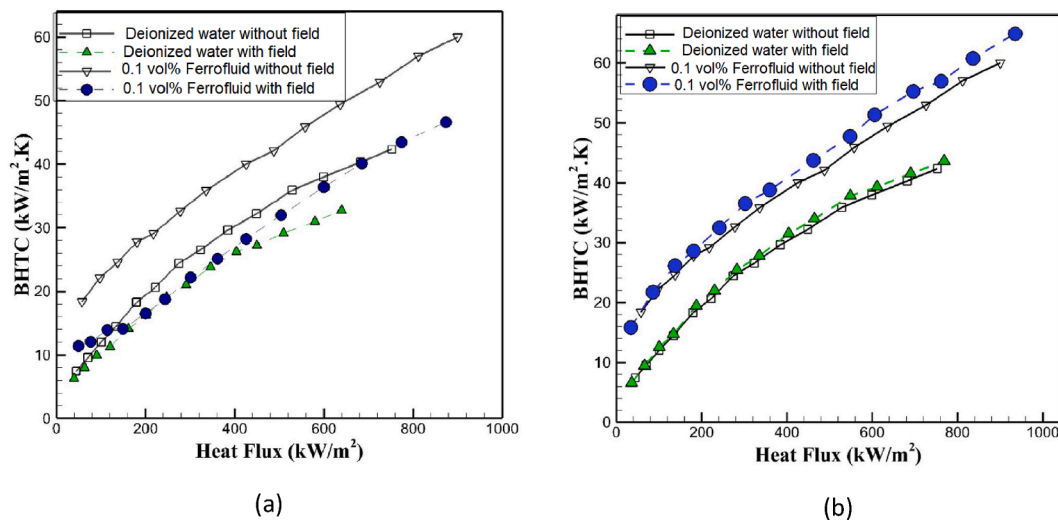 Deionized water without field
Deionized water with field
0.1 vol% Ferrofluid without field
0.1 vol% Ferrofluid with field
BHTC (kW/m².K)
60
50
40
30
20
10
0
0 200 400 600 800 1000
Heat Flux (kW/m²)
(a)
Deionized water without field
Deionized water with field
0.1 vol% Ferrofluid without field
0.1 vol% Ferrofluid with field
BHTC (kW/m².K)
60
50
40
30
20
10
0
0 200 400 600 800 1000
Heat Flux (kW/m²)
(b)